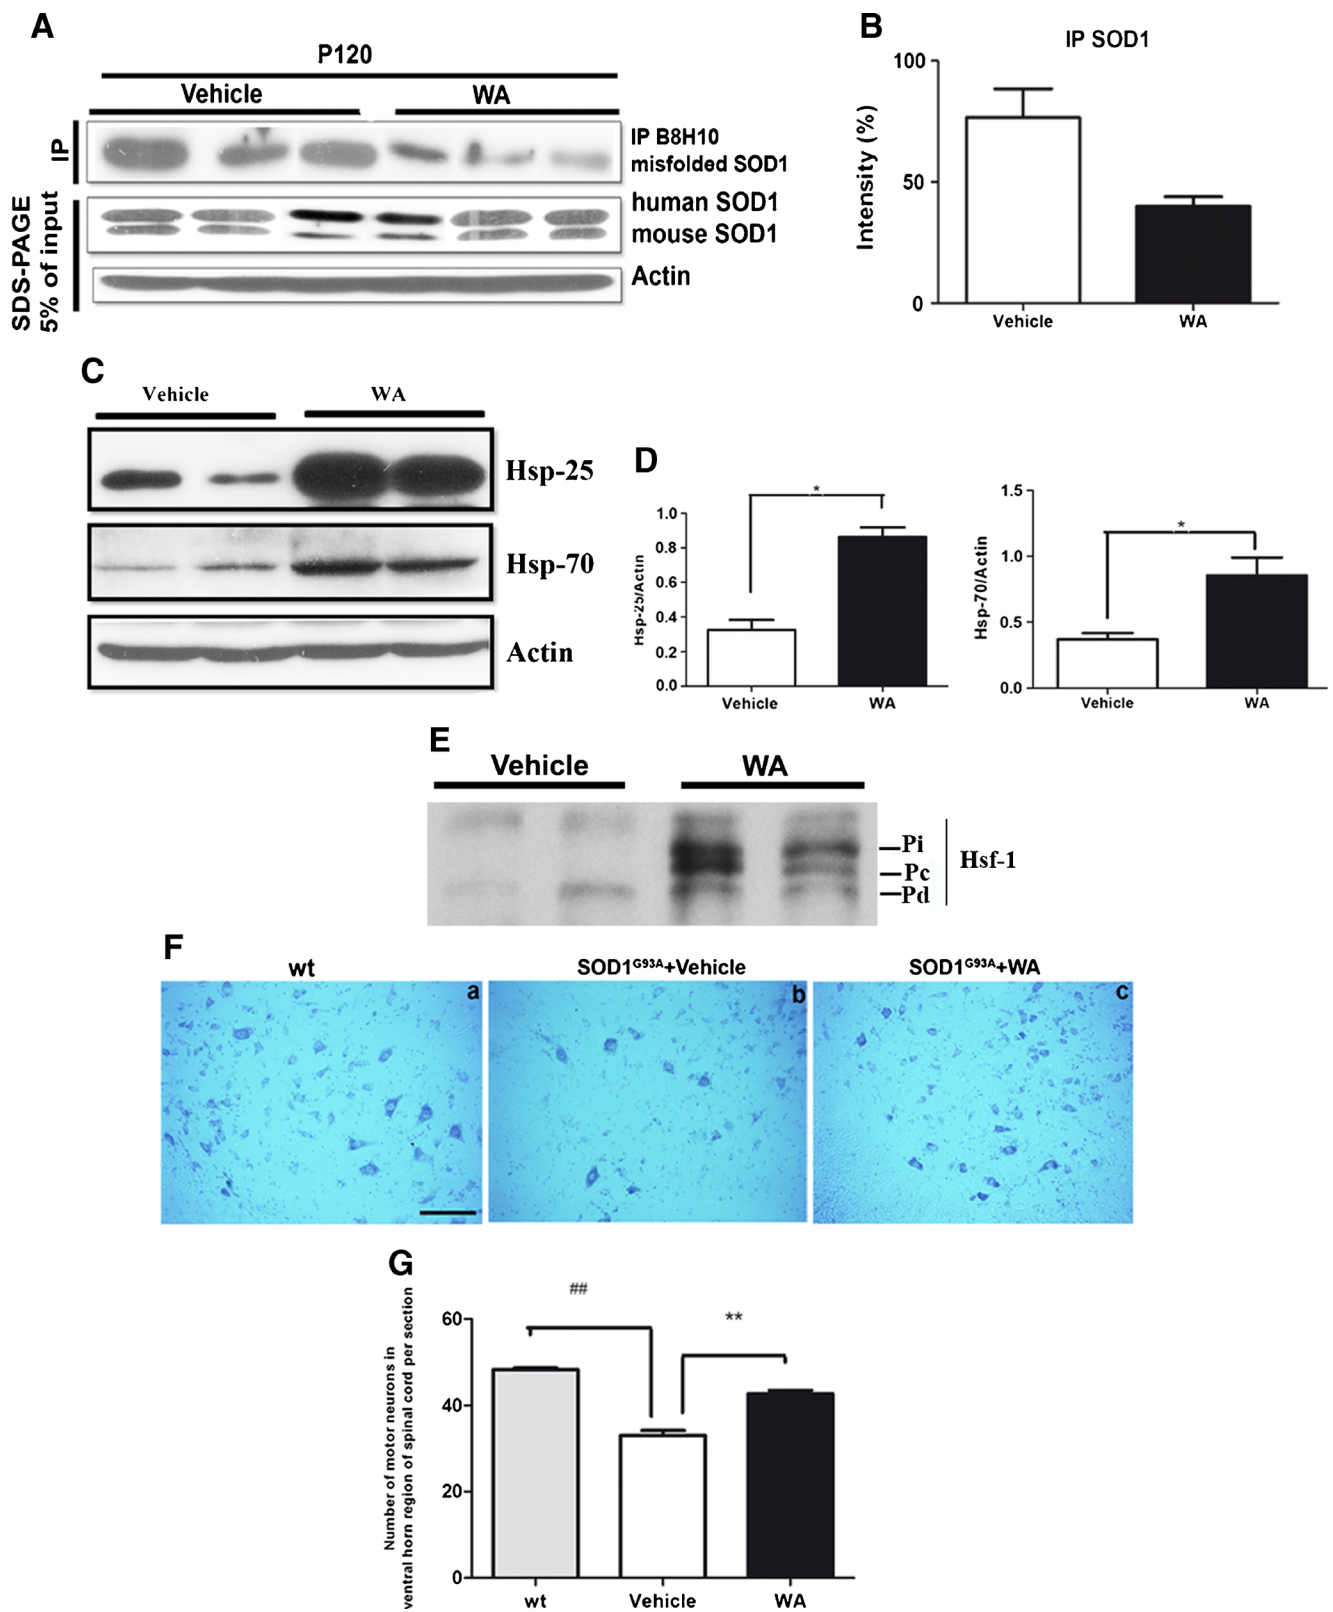 A
P120
Vehicle
WA
IP
IP B8H10
misfolded SOD1
SDS-PAGE
5% of input
human SOD1
mouse SOD1
Actin
B
IP SOD1
Intensity (%)
100
50
0
Vehicle
WA
C
Vehicle
WA
Hsp-25
Hsp-70
Actin
D
Hsp-25/Actin
1.0
0.8
0.6
0.4
0.2
0.0
*
Vehicle
WA
Hsp-70/Actin
1.5
1.0
0.5
0.0
*
Vehicle
WA
E
Vehicle
WA
Pi
Pc
Pd
Hsf-1
F
wt
SOD1G93A+Vehicle
SOD1G93A+WA
a
b
c
G
Number of motor neurons in
ventral horn region of spinal cord per section
60
40
20
0
##
**
wt
Vehicle
WA